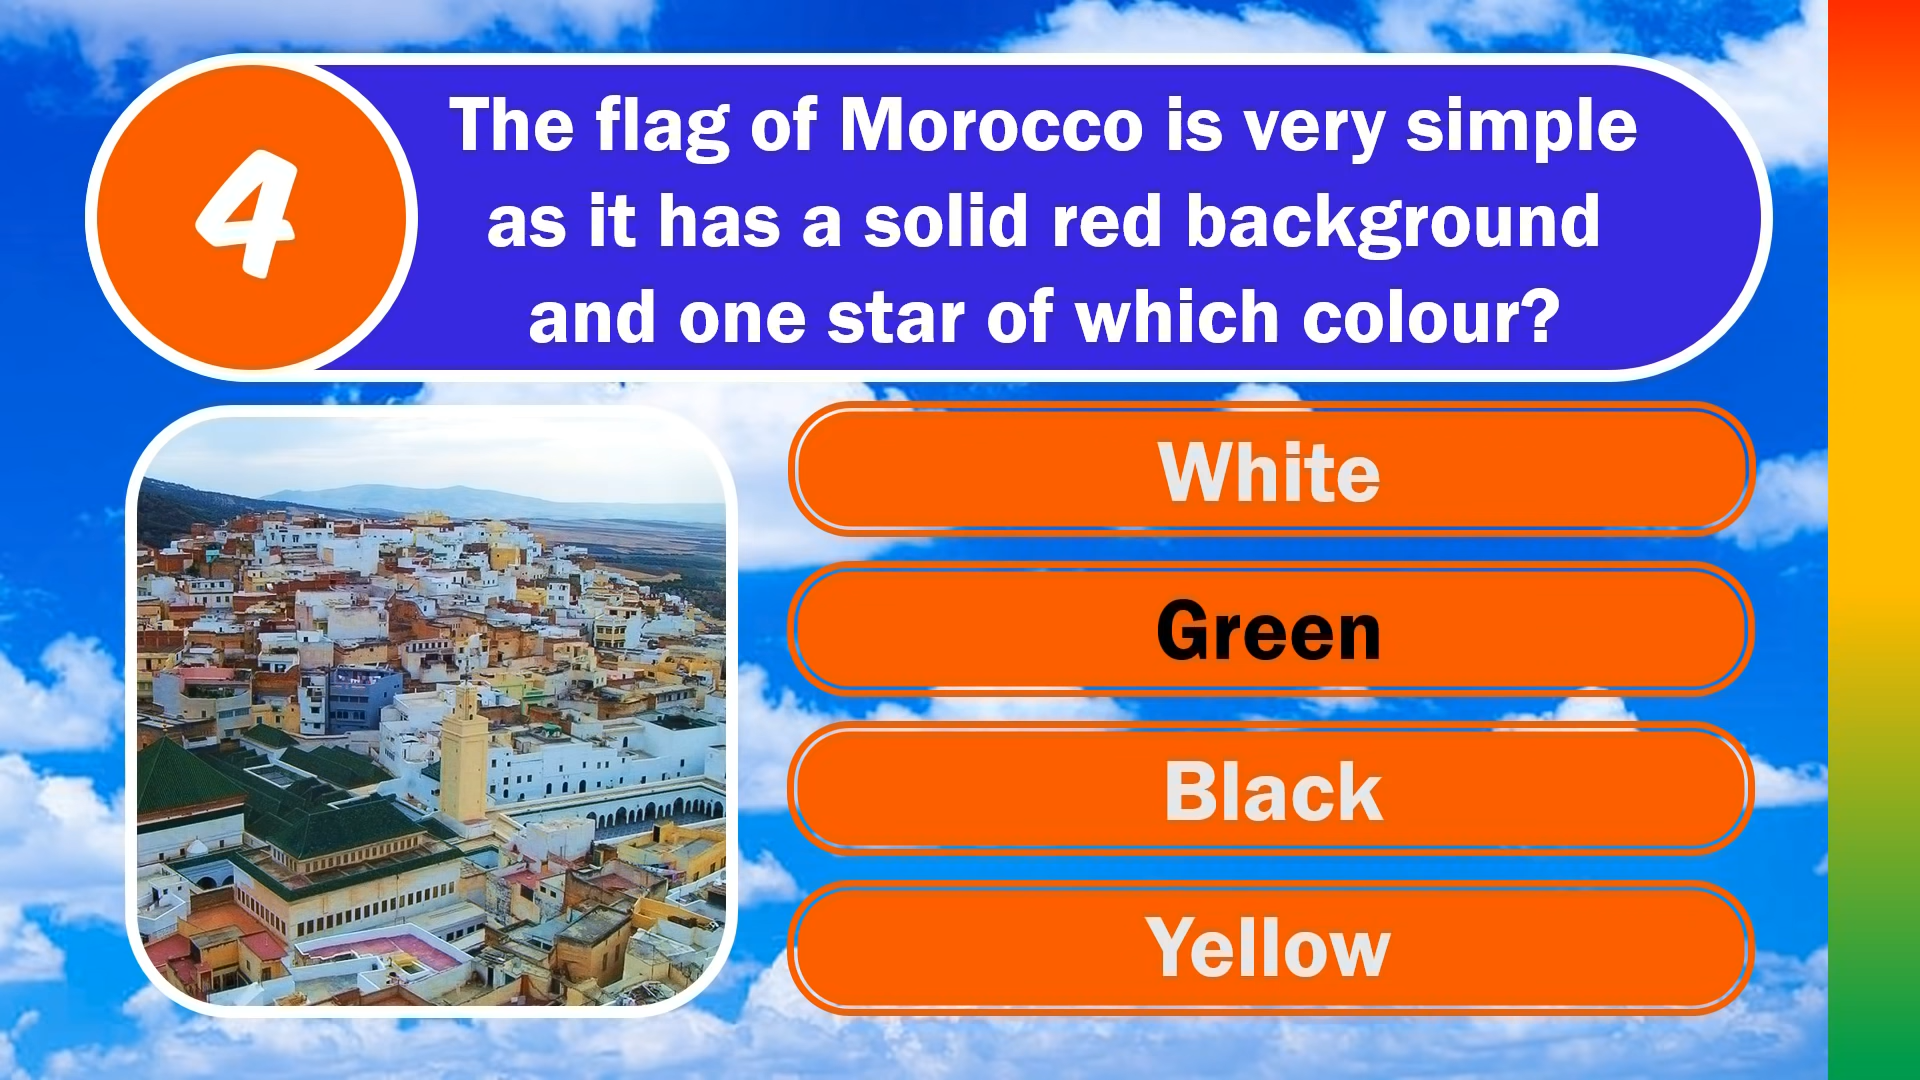 4
The flag of Morocco is very simple
as it has a solid red background
and one star of which colour?
White
Green
Black
Yellow